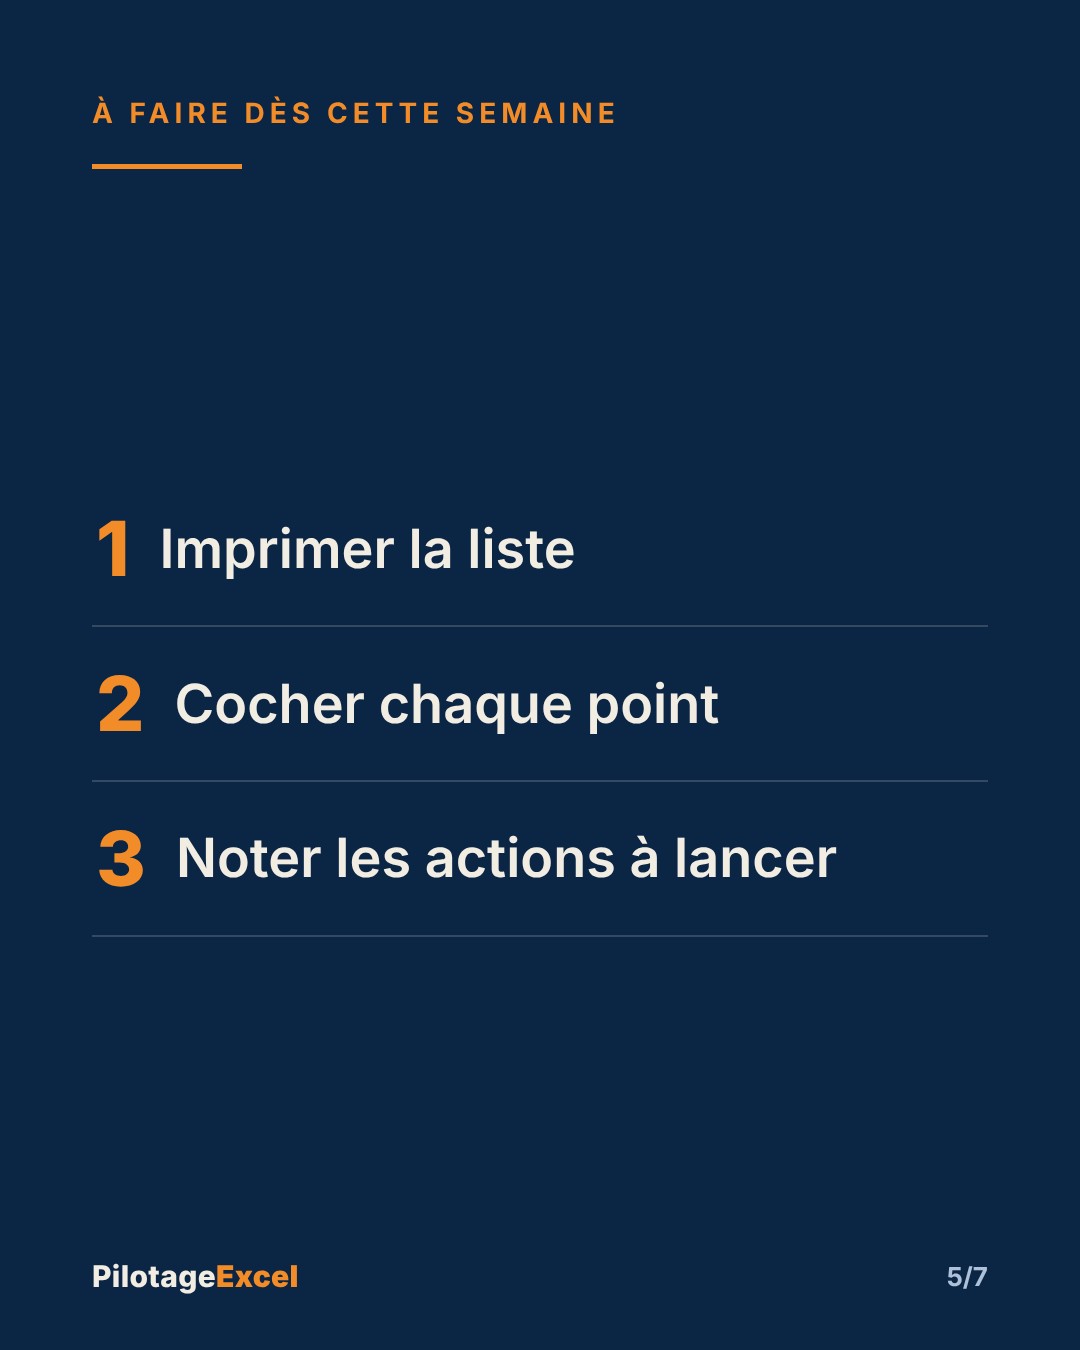 À FAIRE DÈS CETTE SEMAINE
1 Imprimer la liste
2 Cocher chaque point
3 Noter les actions à lancer
PilotageExcel
5/7